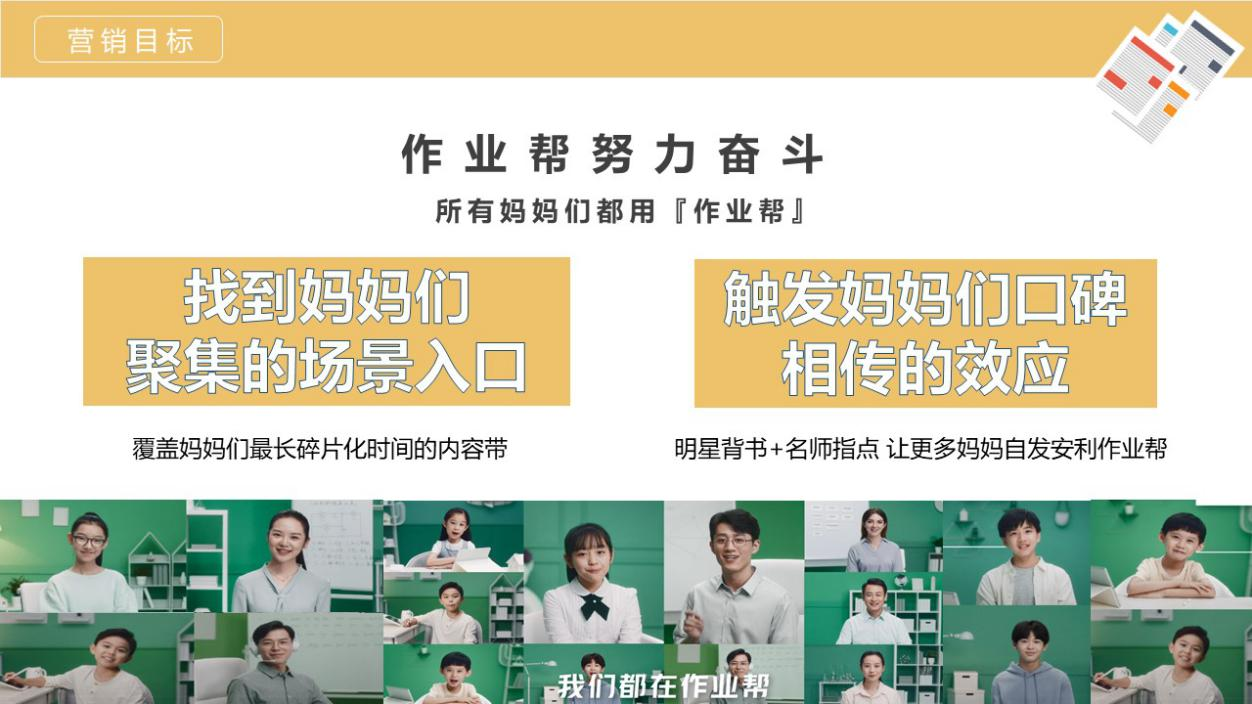 营销目标
作业帮努力奋斗
所有妈妈们都用『作业帮』
找到妈妈们
聚集的场景入口
触发妈妈们口碑
相传的效应
覆盖妈妈们最长碎片化时间的内容带
明星背书+名师指点 让更多妈妈自发安利作业帮
我们都在作业帮